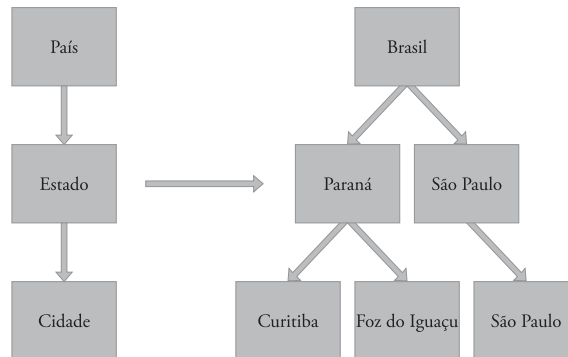 País
Brasil
Estado
Paraná
São Paulo
Cidade
Curitiba
Foz do Iguaçu
São Paulo